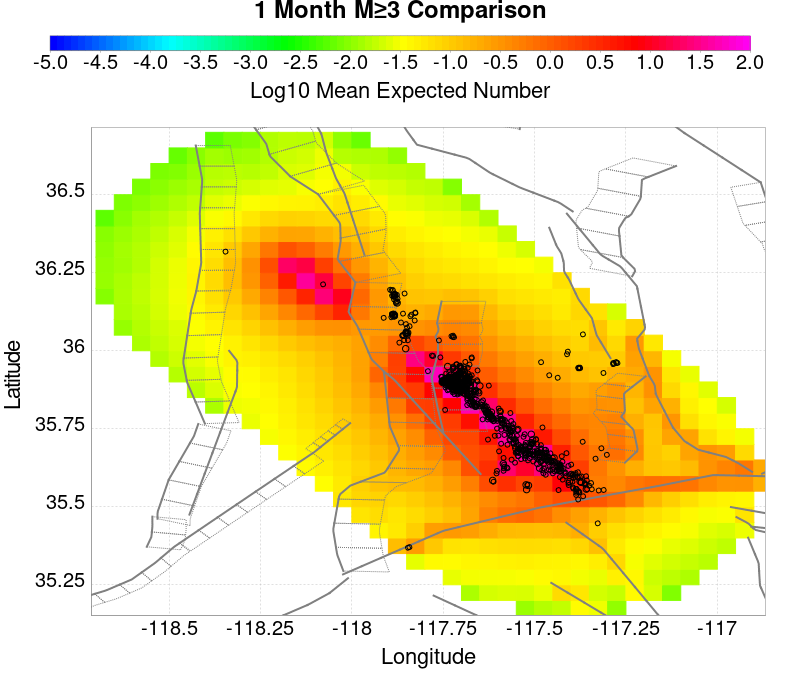 1 Month M≥3 Comparison
-5.0 -4.5 -4.0 -3.5 -3.0 -2.5 -2.0 -1.5 -1.0 -0.5 0.0 0.5 1.0 1.5 2.0
Log10 Mean Expected Number
36.5
36.25
36
35.75
35.5
35.25
Latitude
-118.5 -118.25 -118 -117.75 -117.5 -117.25 -117
Longitude